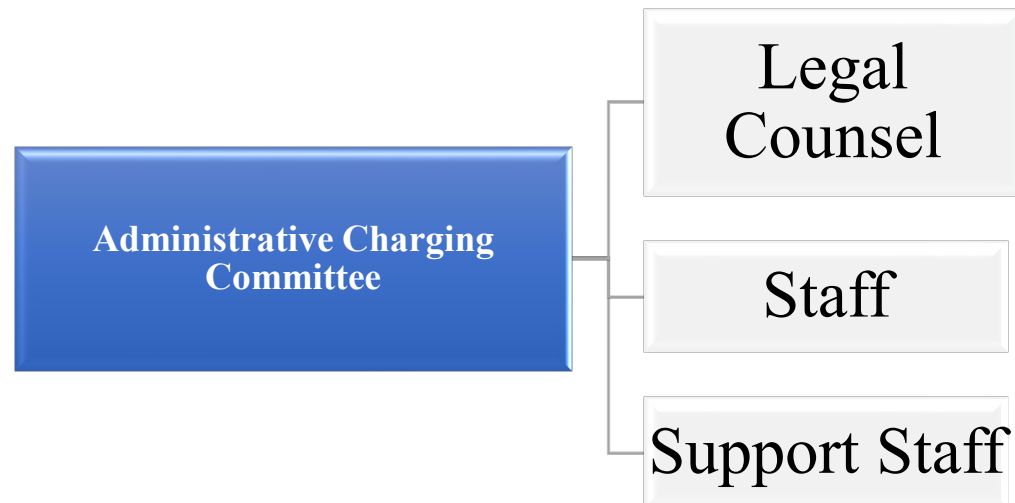 Administrative Charging
Committee
Legal
Counsel
Staff
Support Staff